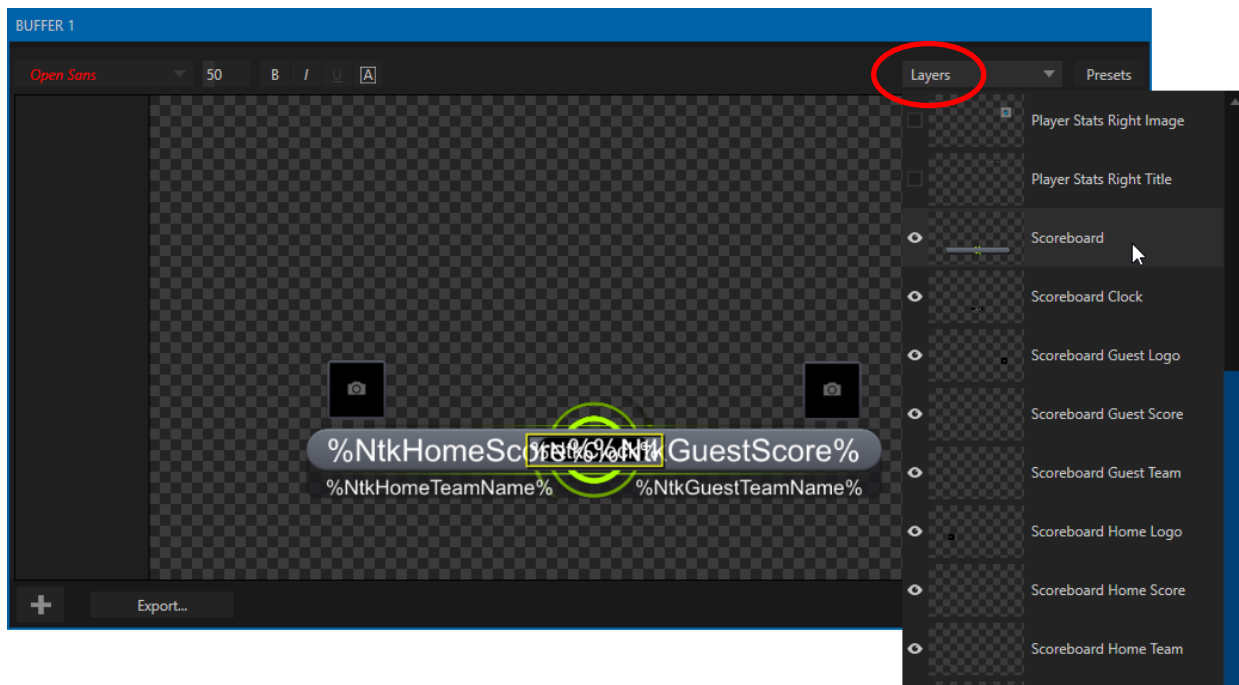 BUFFER 1
Open Sans 50 B I U A Layers Presets
Player Stats Right Image
Player Stats Right Title
Scoreboard
Scoreboard Clock
Scoreboard Guest Logo
Scoreboard Guest Score
%NtkHomeScore%%NtkClock%%NtkGuestScore%
Scoreboard Guest Team
%NtkHomeTeamName% %NtkGuestTeamName%
Scoreboard Home Logo
Scoreboard Home Score
Export...
Scoreboard Home Team